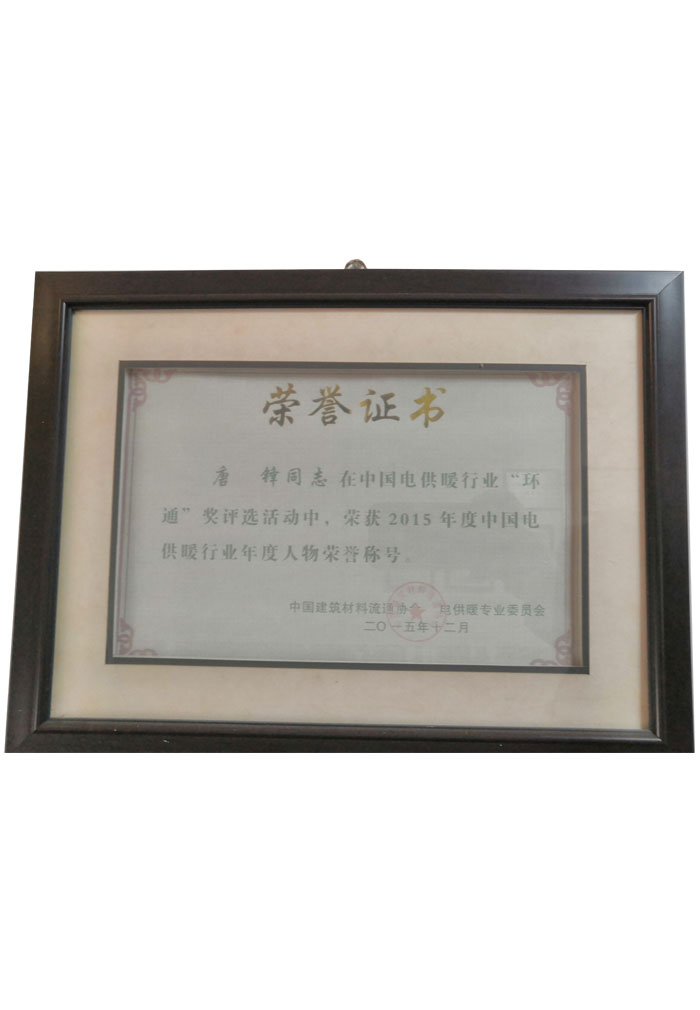 荣誉证书
唐 锋同志在中国电供暖行业“环
通”奖评选活动中，荣获2015年度中国电
供暖行业年度人物荣誉称号。
中国建筑材料流通协会 电供暖专业委员会
二〇一五年十二月